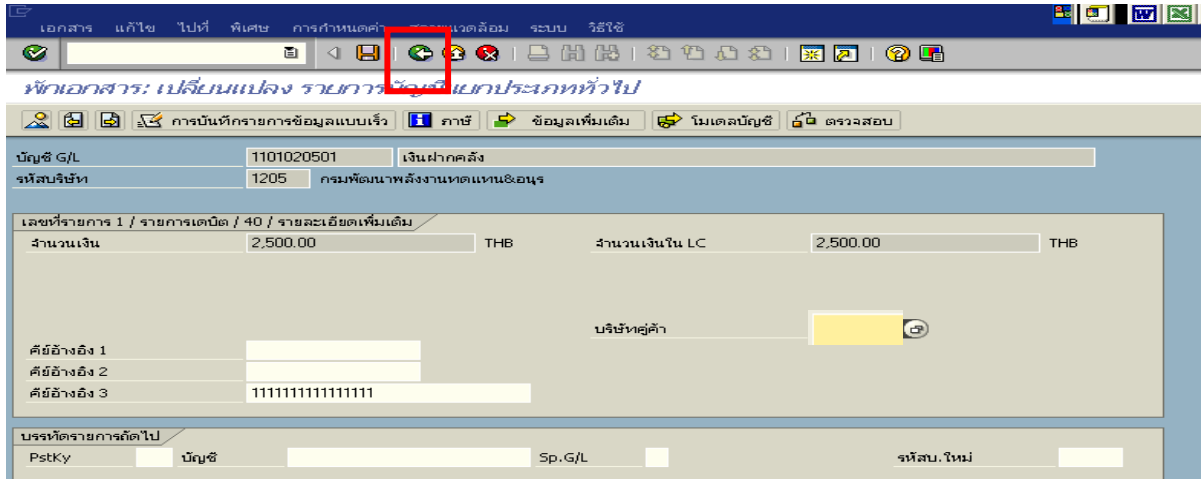 เอกสาร แก้ไข ไปที่ พิเศษ การกำหนดค่า สภาพแวดล้อม ระบบ วิธีใช้
พักเอกสาร: เปลี่ยนแปลง รายการบัญชีแยกประเภททั่วไป
การบันทึกรายการข้อมูลแบบเร็ว ภาษี ข้อมูลเพิ่มเติม โมเดลบัญชี ตรวจสอบ
บัญชี G/L 1101020501 เงินฝากคลัง
รหัสบริษัท 1205 กรมพัฒนาพลังงานทดแทน&อนุร
เลขที่รายการ 1 / รายการเดบิต / 40 / รายละเอียดเพิ่มเติม
จำนวนเงิน 2,500.00 THB จำนวนเงินใน LC 2,500.00 THB
บริษัทคู่ค้า
คีย์อ้างอิง 1
คีย์อ้างอิง 2
คีย์อ้างอิง 3 1111111111111111
บรรทัดรายการถัดไป
PstKy บัญชี Sp.G/L รหัสบ.ใหม่